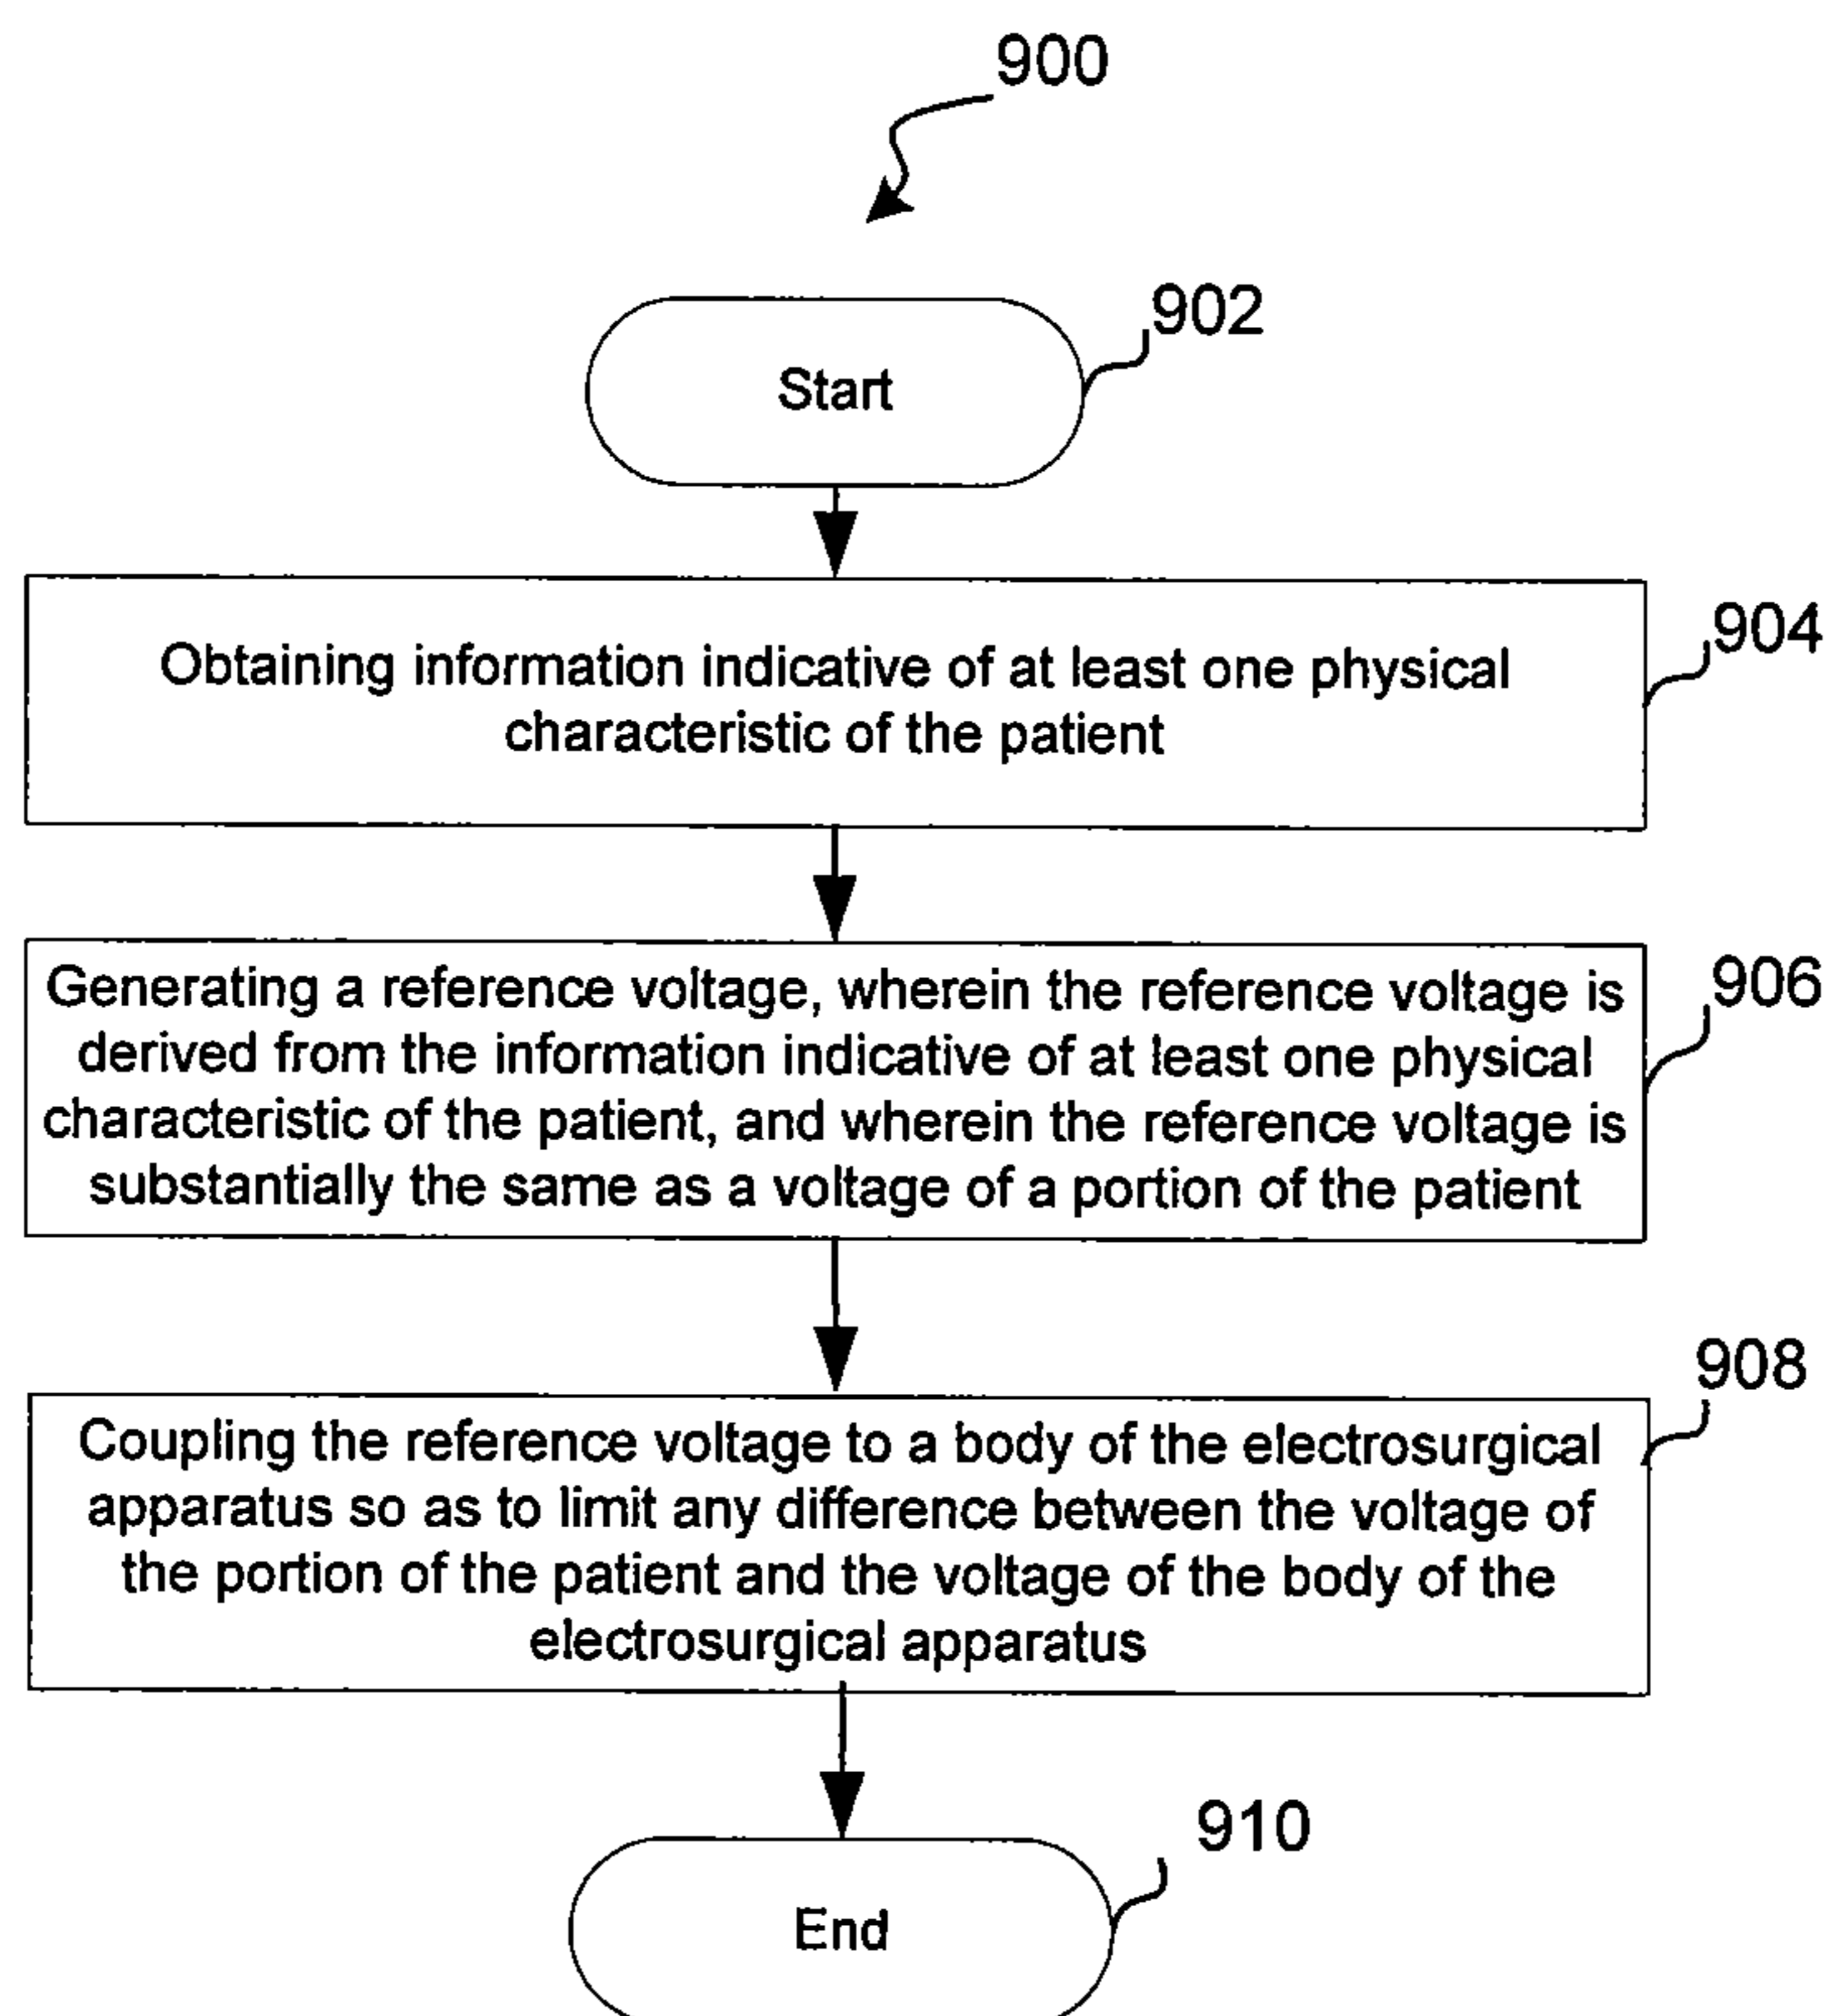 900
902
Start
904
Obtaining information indicative of at least one physical
characteristic of the patient
906
Generating a reference voltage, wherein the reference voltage is
derived from the information indicative of at least one physical
characteristic of the patient, and wherein the reference voltage is
substantially the same as a voltage of a portion of the patient
908
Coupling the reference voltage to a body of the electrosurgical
apparatus so as to limit any difference between the voltage of
the portion of the patient and the voltage of the body of the
electrosurgical apparatus
910
End